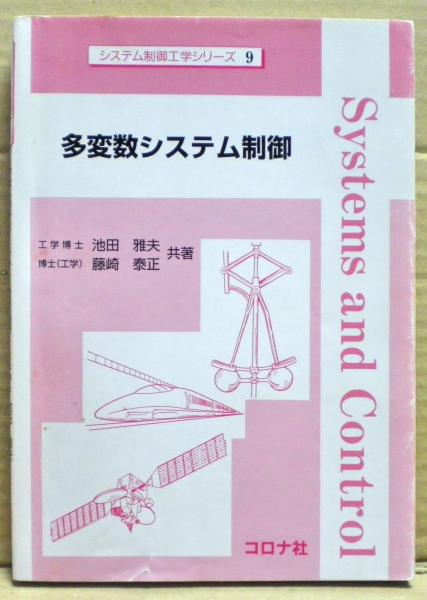 システム制御工学シリーズ 9
多変数システム制御
工学博士 池田 雅夫
博士(工学) 藤崎 泰正
共著
Systems and Control
コロナ社